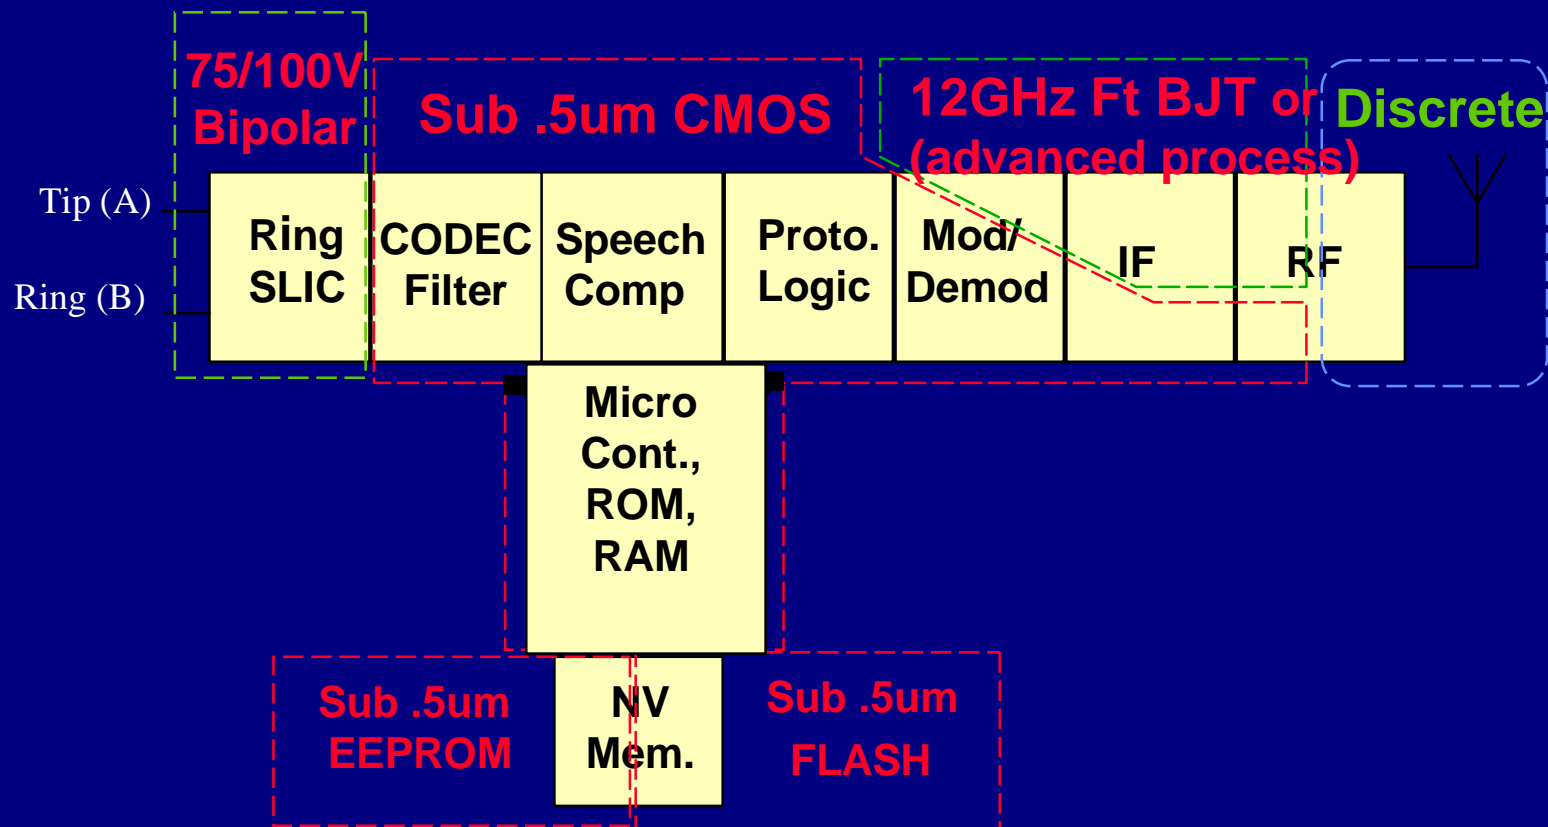 75/100V
Bipolar
Sub .5um CMOS
12GHz Ft BJT or
(advanced process)
Discrete
Tip (A)
Ring (B)
Ring
SLIC
CODEC
Filter
Speech
Comp
Proto.
Logic
Mod/
Demod
IF
RF
Micro
Cont.,
ROM,
RAM
Sub .5um
EEPROM
NV
Mem.
Sub .5um
FLASH